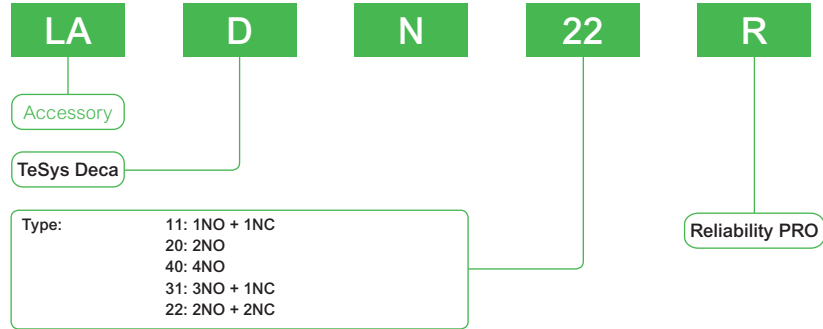 LA D N 22 R
Accessory
TeSys Deca
Type: 11: 1NO + 1NC
20: 2NO
40: 4NO
31: 3NO + 1NC
22: 2NO + 2NC
Reliability PRO